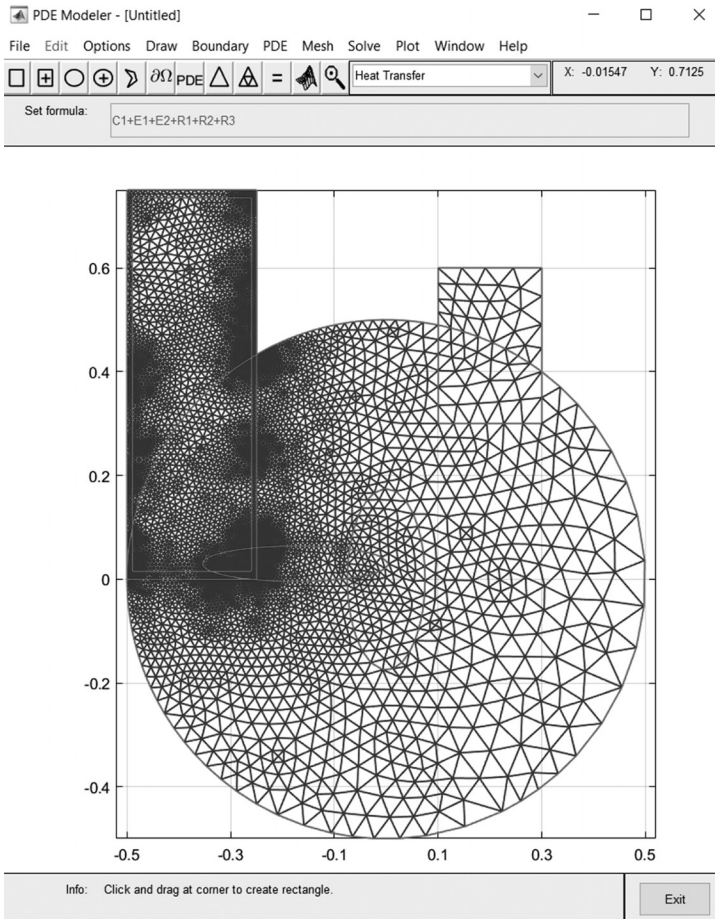 PDE Modeler - [Untitled]
File Edit Options Draw Boundary PDE Mesh Solve Plot Window Help
∂Ω PDE = Heat Transfer X: -0.01547 Y: 0.7125
Set formula: C1+E1+E2+R1+R2+R3
0.6
0.4
0.2
0
-0.2
-0.4
-0.5 -0.3 -0.1 0.1 0.3 0.5
Info: Click and drag at corner to create rectangle.
Exit